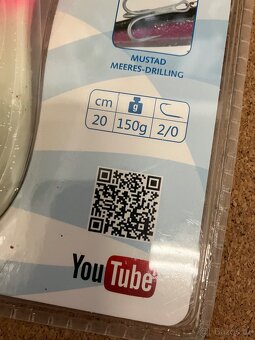 MUSTAD
MEERES-DRILLING
cm g
20 150g 2/0
YouTube